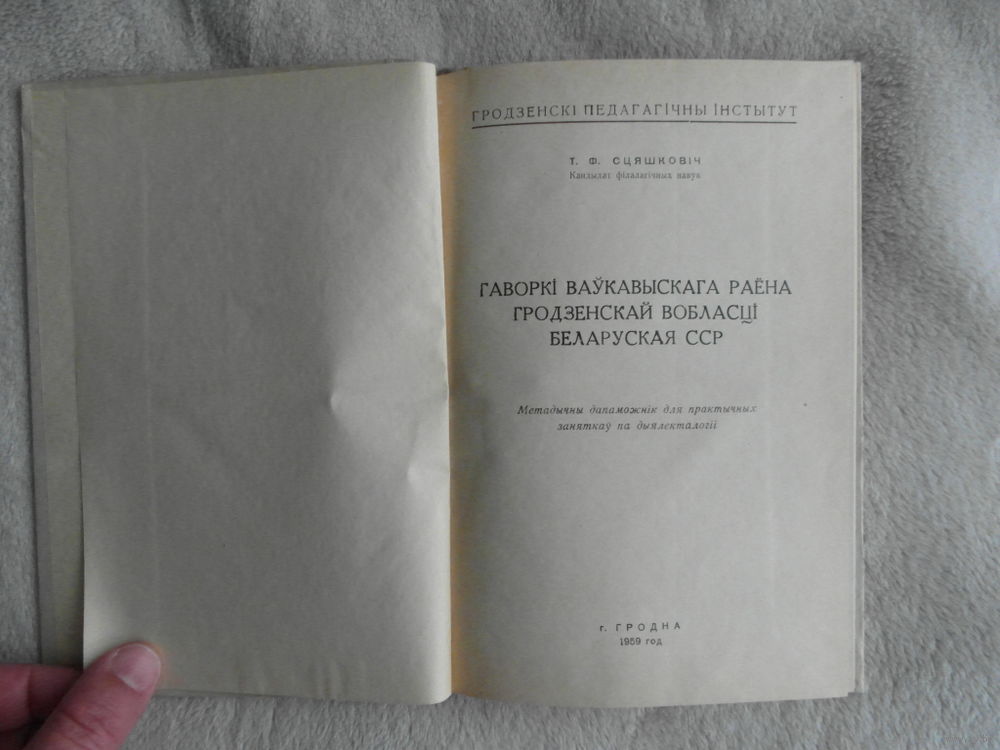 ГРОДЗЕНСКІ ПЕДАГАГІЧНЫ ІНСТЫТУТ
Т. Ф. СЦЯШКОВІЧ
Кандыдат філалагічных навук
ГАВОРКІ ВАЎКАВЫСКАГА РАЁНА
ГРОДЗЕНСКАЙ ВОБЛАСЦІ
БЕЛАРУСКАЯ ССР
Метадычны дапаможнік для практычных
заняткаў па дыялекталогіі
г. ГРОДНА
1959 год